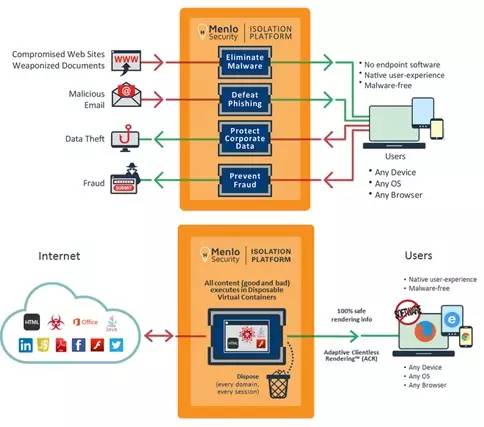 Menlo Security | ISOLATION PLATFORM
Compromised Web Sites
Weaponized Documents
WWW
Eliminate
Malware
• No endpoint software
• Native user-experience
• Malware-free
Malicious
Email
@
Defeat
Phishing
Data Theft
Protect
Corporate
Data
Users
• Any Device
• Any OS
• Any Browser
Fraud
SUBMIT
Prevent
Fraud
Internet
Menlo Security | ISOLATION PLATFORM
Users
• Native user-experience
• Malware-free
All content (good and bad)
executes in Disposable
Virtual Containers
HTML
Office
Java
in
f
100% safe
rendering info
Adaptive Clientless
Rendering™ (ACR)
HTML
SOFTWARE
e
Dispose
(every domain,
every session)
• Any Device
• Any OS
• Any Browser